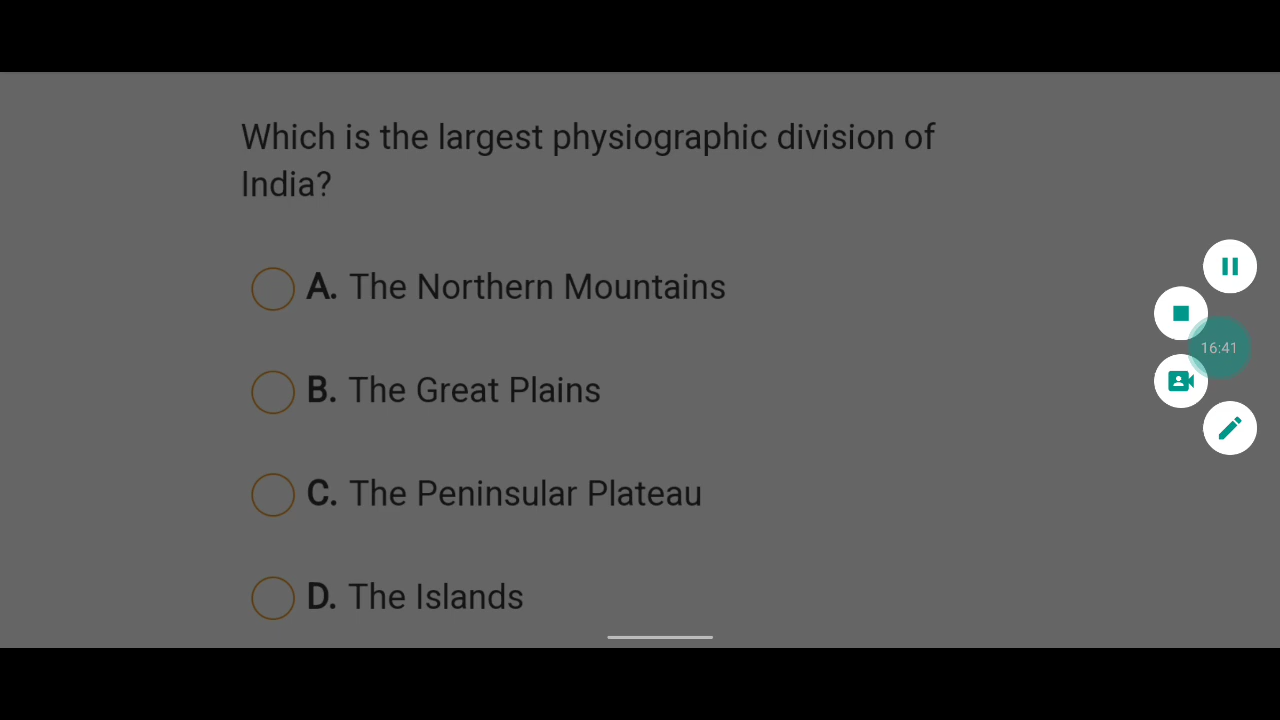 Which is the largest physiographic division of
India?
A. The Northern Mountains
B. The Great Plains
16:41
C. The Peninsular Plateau
D. The Islands